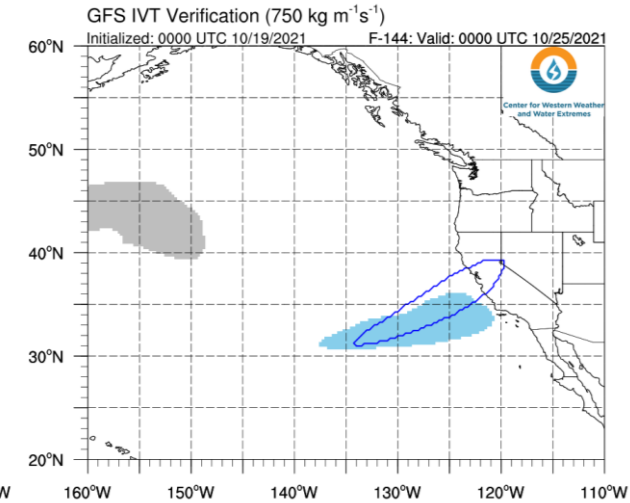 GFS IVT Verification (750 kg m⁻¹s⁻¹)
Initialized: 0000 UTC 10/19/2021 F-144: Valid: 0000 UTC 10/25/2021
60°N
Center for Western Weather
and Water Extremes
50°N
40°N
30°N
20°N
W 160°W 150°W 140°W 130°W 120°W 110°W